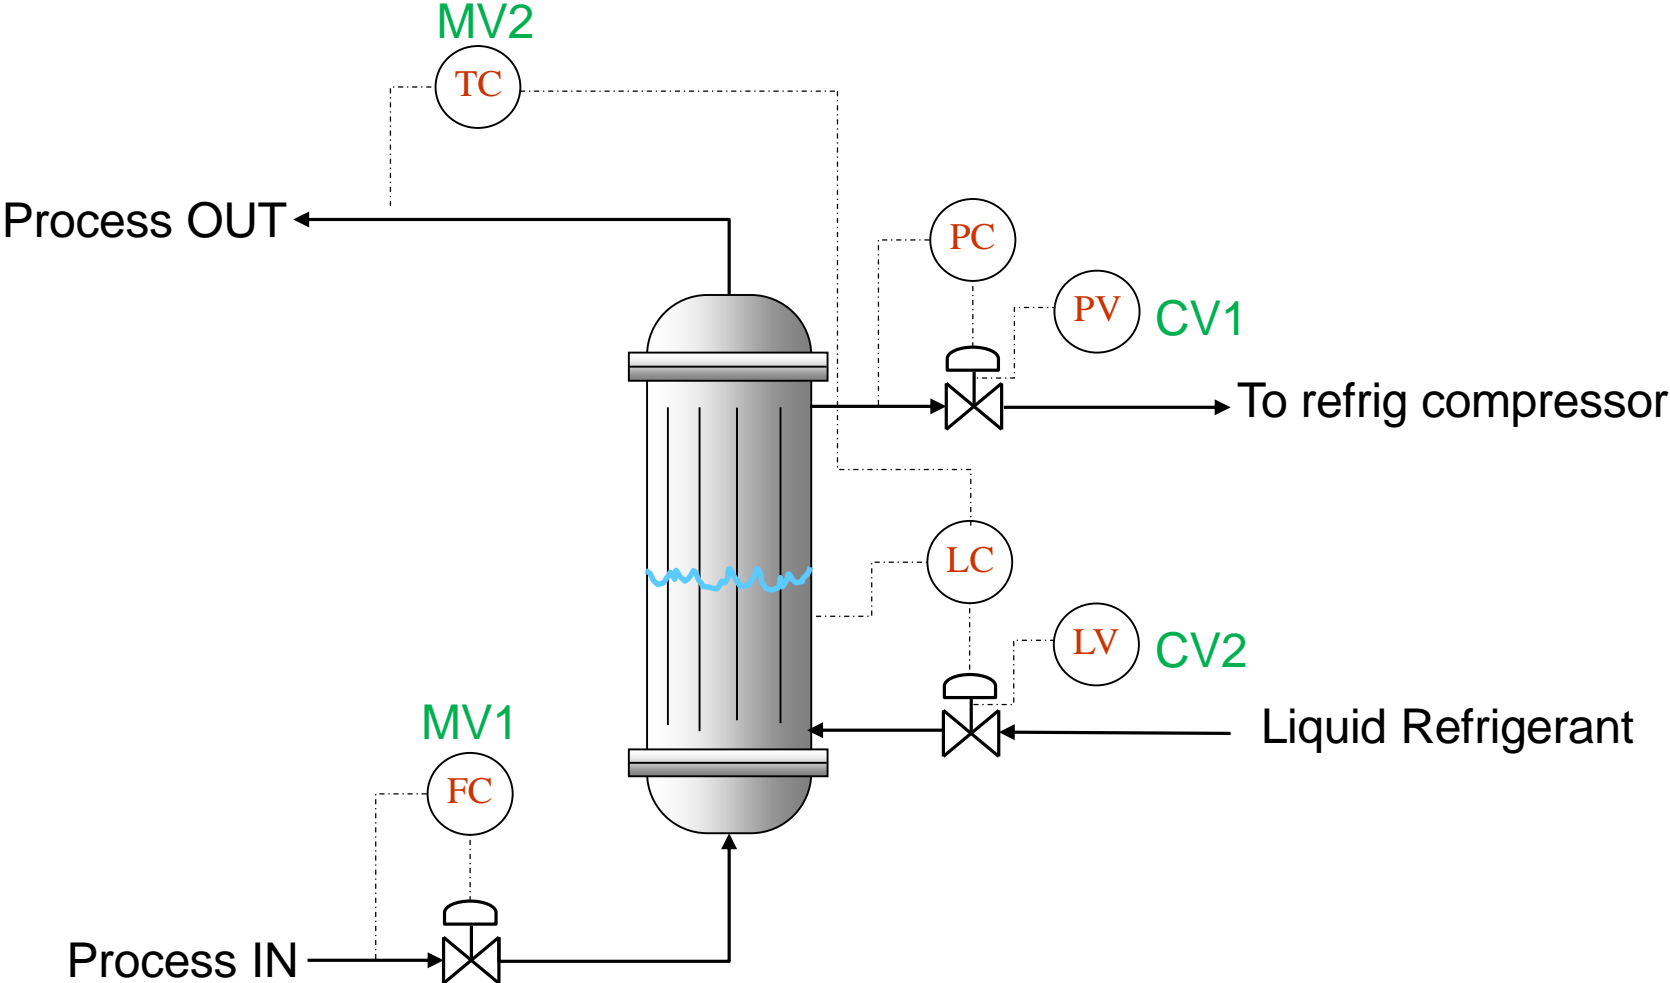 MV2
TC
Process OUT
PC
PV
CV1
To refrig compressor
LC
LV
CV2
MV1
Liquid Refrigerant
FC
Process IN